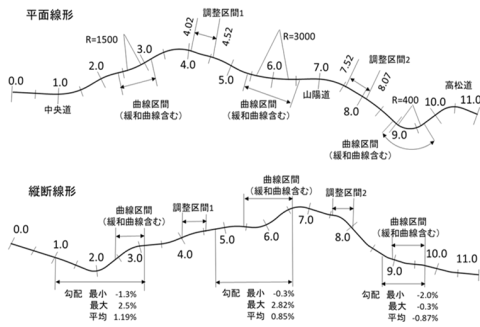 平面線形
R=1500
4.02
調整区間1
4.52
R=3000
0.0
1.0
2.0
3.0
4.0
5.0
6.0
7.0
7.52
調整区間2
8.07
8.0
R=400
9.0
10.0
高松道
11.0
中央道
山陽道
曲線区間
(緩和曲線含む)
曲線区間
(緩和曲線含む)
曲線区間
(緩和曲線含む)
縦断線形
曲線区間
(緩和曲線含む)
調整区間1
曲線区間
(緩和曲線含む)
調整区間2
曲線区間
(緩和曲線含む)
0.0
1.0
2.0
3.0
4.0
5.0
6.0
7.0
8.0
9.0
10.0
11.0
勾配 最小 -1.3%
最大 2.5%
平均 1.19%
勾配 最小 -0.3%
最大 2.82%
平均 0.85%
勾配 最小 -2.0%
最大 -0.3%
平均 -0.87%